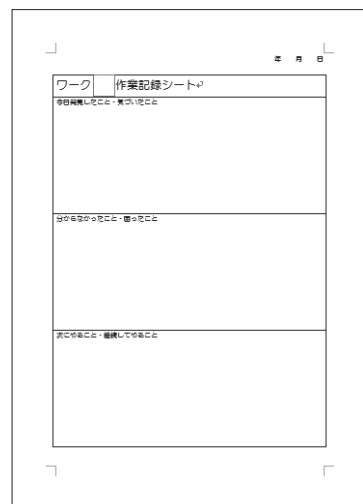 年　月　日
ワーク　作業記録シート↵
今日発見したこと・気づいたこと
分からなかったこと・困ったこと
次にやること・継続してやること